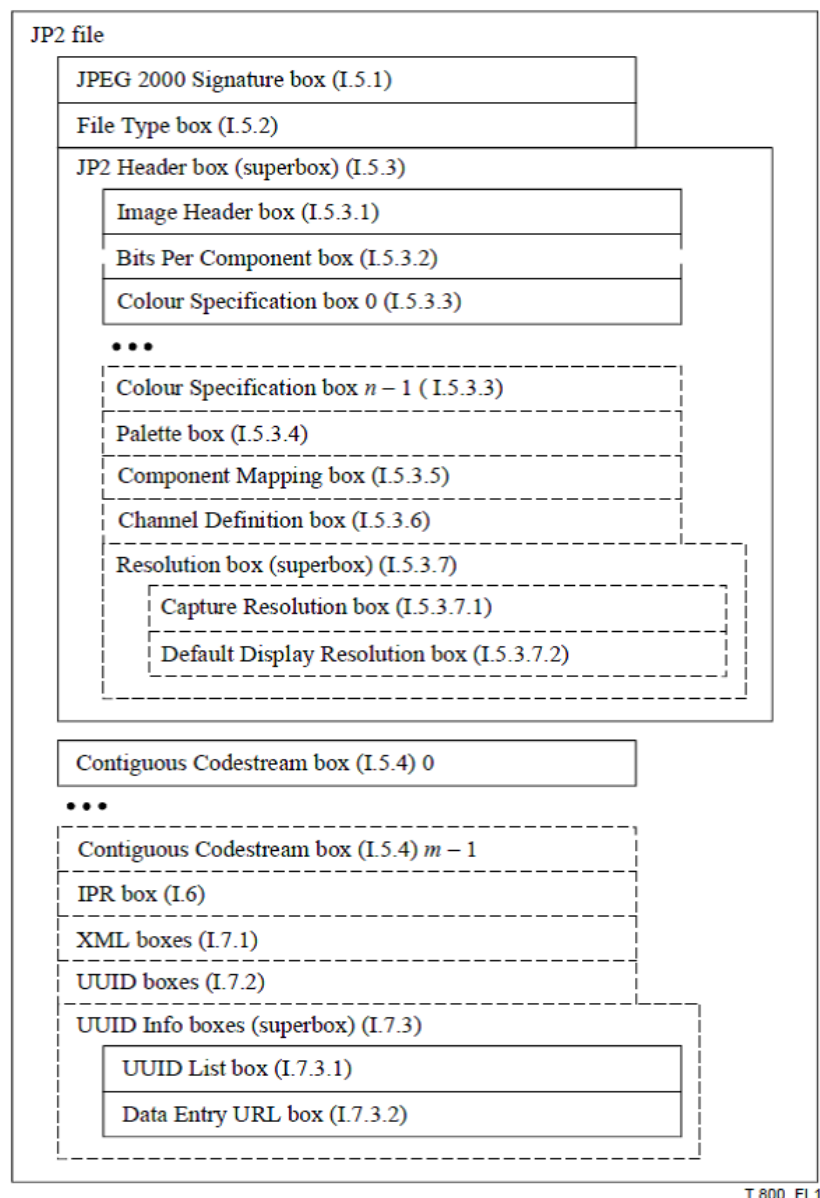 JP2 file
JPEG 2000 Signature box (I.5.1)
File Type box (I.5.2)
JP2 Header box (superbox) (I.5.3)
Image Header box (I.5.3.1)
Bits Per Component box (I.5.3.2)
Colour Specification box 0 (I.5.3.3)
•••
Colour Specification box n – 1 ( I.5.3.3)
Palette box (I.5.3.4)
Component Mapping box (I.5.3.5)
Channel Definition box (I.5.3.6)
Resolution box (superbox) (I.5.3.7)
Capture Resolution box (I.5.3.7.1)
Default Display Resolution box (I.5.3.7.2)
Contiguous Codestream box (I.5.4) 0
•••
Contiguous Codestream box (I.5.4) m – 1
IPR box (I.6)
XML boxes (I.7.1)
UUID boxes (I.7.2)
UUID Info boxes (superbox) (I.7.3)
UUID List box (I.7.3.1)
Data Entry URL box (I.7.3.2)
T.800_FI.1